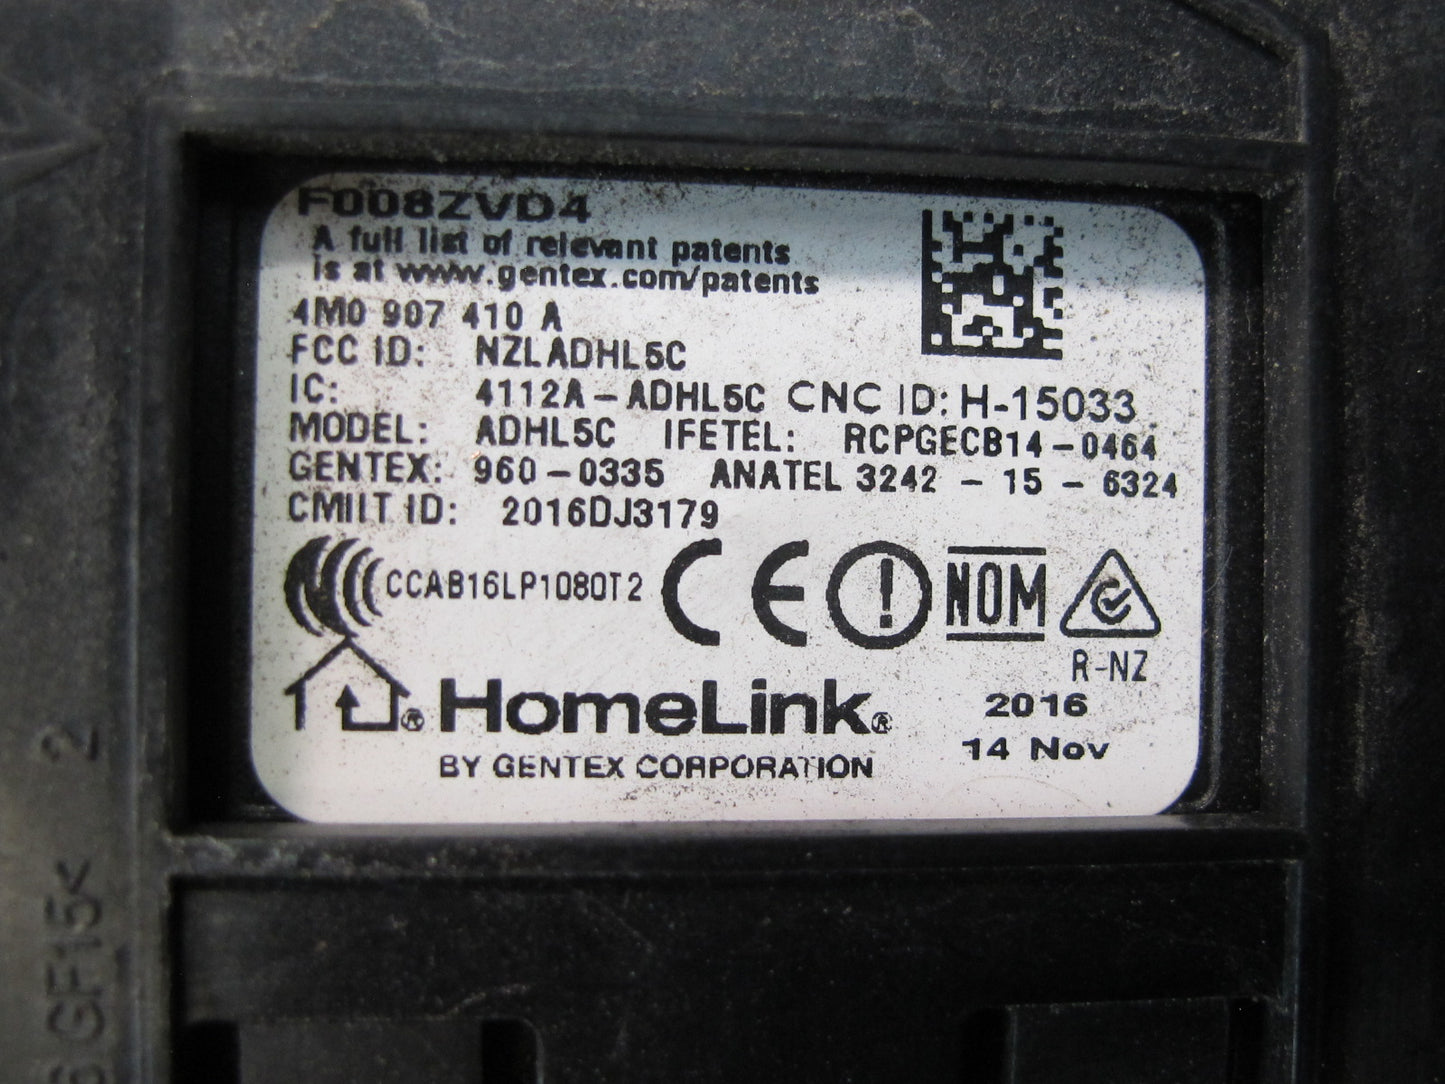 F008ZVD4
A full list of relevant patents
is at www.gentex.com/patents
4M0 907 410 A
FCC ID: NZLADHL5C
IC: 4112A-ADHL5C CNC ID: H-15033
MODEL: ADHL5C IFETEL: RCPGECB14-0464
GENTEX: 960-0335 ANATEL 3242 - 15 - 6324
CMIIT ID: 2016DJ3179
CCAB16LP1080T2
CE
NOM
R-NZ
HomeLink®
BY GENTEX CORPORATION
2016
14 Nov
2
GF15<